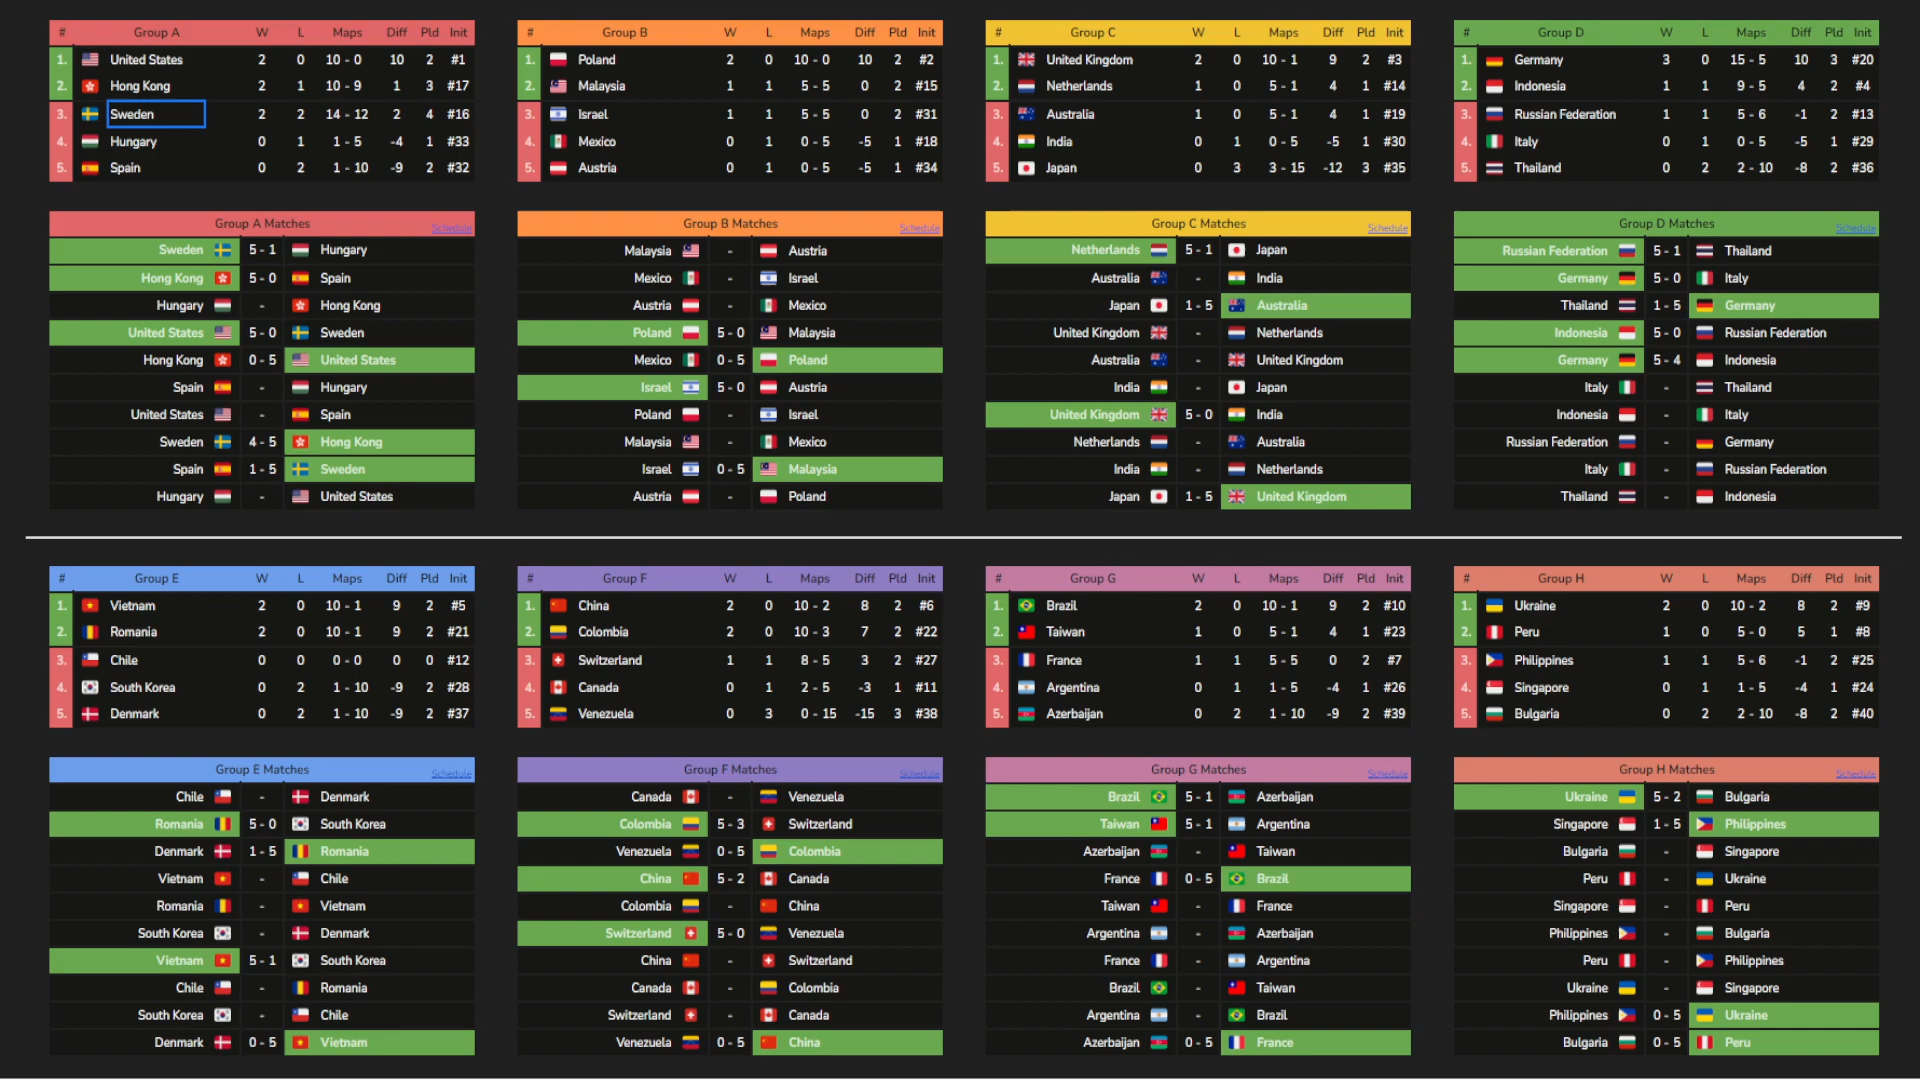 # Group A W L Maps Diff Pld Init
1. United States 2 0 10 - 0 10 2 #1
2. Hong Kong 2 1 10 - 9 1 3 #17
3. Sweden 2 2 14 - 12 2 4 #16
4. Hungary 0 1 1 - 5 -4 1 #33
5. Spain 0 2 1 - 10 -9 2 #32
# Group B W L Maps Diff Pld Init
1. Poland 2 0 10 - 0 10 2 #2
2. Malaysia 1 1 5 - 5 0 2 #15
3. Israel 1 1 5 - 5 0 2 #31
4. Mexico 0 1 0 - 5 -5 1 #18
5. Austria 0 1 0 - 5 -5 1 #34
# Group C W L Maps Diff Pld Init
1. United Kingdom 2 0 10 - 1 9 2 #3
2. Netherlands 1 0 5 - 1 4 1 #14
3. Australia 1 0 5 - 1 4 1 #19
4. India 0 1 0 - 5 -5 1 #30
5. Japan 0 3 3 - 15 -12 3 #35
# Group D W L Maps Diff Pld Init
1. Germany 3 0 15 - 5 10 3 #20
2. Indonesia 1 1 9 - 5 4 2 #4
3. Russian Federation 1 1 5 - 6 -1 2 #13
4. Italy 0 1 0 - 5 -5 1 #29
5. Thailand 0 2 2 - 10 -8 2 #36
Group A Matches Schedule
Sweden 5 - 1 Hungary
Hong Kong 5 - 0 Spain
Hungary - Hong Kong
United States 5 - 0 Sweden
Hong Kong 0 - 5 United States
Spain - Hungary
United States - Spain
Sweden 4 - 5 Hong Kong
Spain 1 - 5 Sweden
Hungary - United States
Group B Matches Schedule
Malaysia - Austria
Mexico - Israel
Austria - Mexico
Poland 5 - 0 Malaysia
Mexico 0 - 5 Poland
Israel 5 - 0 Austria
Poland - Israel
Malaysia - Mexico
Israel 0 - 5 Malaysia
Austria - Poland
Group C Matches Schedule
Netherlands 5 - 1 Japan
Australia - India
Japan 1 - 5 Australia
United Kingdom - Netherlands
Australia - United Kingdom
India - Japan
United Kingdom 5 - 0 India
Netherlands - Australia
India - Netherlands
Japan 1 - 5 United Kingdom
Group D Matches Schedule
Russian Federation 5 - 1 Thailand
Germany 5 - 0 Italy
Thailand 1 - 5 Germany
Indonesia 5 - 0 Russian Federation
Germany 5 - 4 Indonesia
Italy - Thailand
Indonesia - Italy
Russian Federation - Germany
Italy - Russian Federation
Thailand - Indonesia
# Group E W L Maps Diff Pld Init
1. Vietnam 2 0 10 - 1 9 2 #5
2. Romania 2 0 10 - 1 9 2 #21
3. Chile 0 0 0 - 0 0 0 #12
4. South Korea 0 2 1 - 10 -9 2 #28
5. Denmark 0 2 1 - 10 -9 2 #37
# Group F W L Maps Diff Pld Init
1. China 2 0 10 - 2 8 2 #6
2. Colombia 2 0 10 - 3 7 2 #22
3. Switzerland 1 1 8 - 5 3 2 #27
4. Canada 0 1 2 - 5 -3 1 #11
5. Venezuela 0 3 0 - 15 -15 3 #38
# Group G W L Maps Diff Pld Init
1. Brazil 2 0 10 - 1 9 2 #10
2. Taiwan 1 0 5 - 1 4 1 #23
3. France 1 1 5 - 5 0 2 #7
4. Argentina 0 1 1 - 5 -4 1 #26
5. Azerbaijan 0 2 1 - 10 -9 2 #39
# Group H W L Maps Diff Pld Init
1. Ukraine 2 0 10 - 2 8 2 #9
2. Peru 1 0 5 - 0 5 1 #8
3. Philippines 1 1 5 - 6 -1 2 #25
4. Singapore 0 1 1 - 5 -4 1 #24
5. Bulgaria 0 2 2 - 10 -8 2 #40
Group E Matches Schedule
Chile - Denmark
Romania 5 - 0 South Korea
Denmark 1 - 5 Romania
Vietnam - Chile
Romania - Vietnam
South Korea - Denmark
Vietnam 5 - 1 South Korea
Chile - Romania
South Korea - Chile
Denmark 0 - 5 Vietnam
Group F Matches Schedule
Canada - Venezuela
Colombia 5 - 3 Switzerland
Venezuela 0 - 5 Colombia
China 5 - 2 Canada
Colombia - China
Switzerland 5 - 0 Venezuela
China - Switzerland
Canada - Colombia
Switzerland - Canada
Venezuela 0 - 5 China
Group G Matches Schedule
Brazil 5 - 1 Azerbaijan
Taiwan 5 - 1 Argentina
Azerbaijan - Taiwan
France 0 - 5 Brazil
Taiwan - France
Argentina - Azerbaijan
France - Argentina
Brazil - Taiwan
Argentina - Brazil
Azerbaijan 0 - 5 France
Group H Matches Schedule
Ukraine 5 - 2 Bulgaria
Singapore 1 - 5 Philippines
Bulgaria - Singapore
Peru - Ukraine
Singapore - Peru
Philippines - Bulgaria
Peru - Philippines
Ukraine - Singapore
Philippines 0 - 5 Ukraine
Bulgaria 0 - 5 Peru